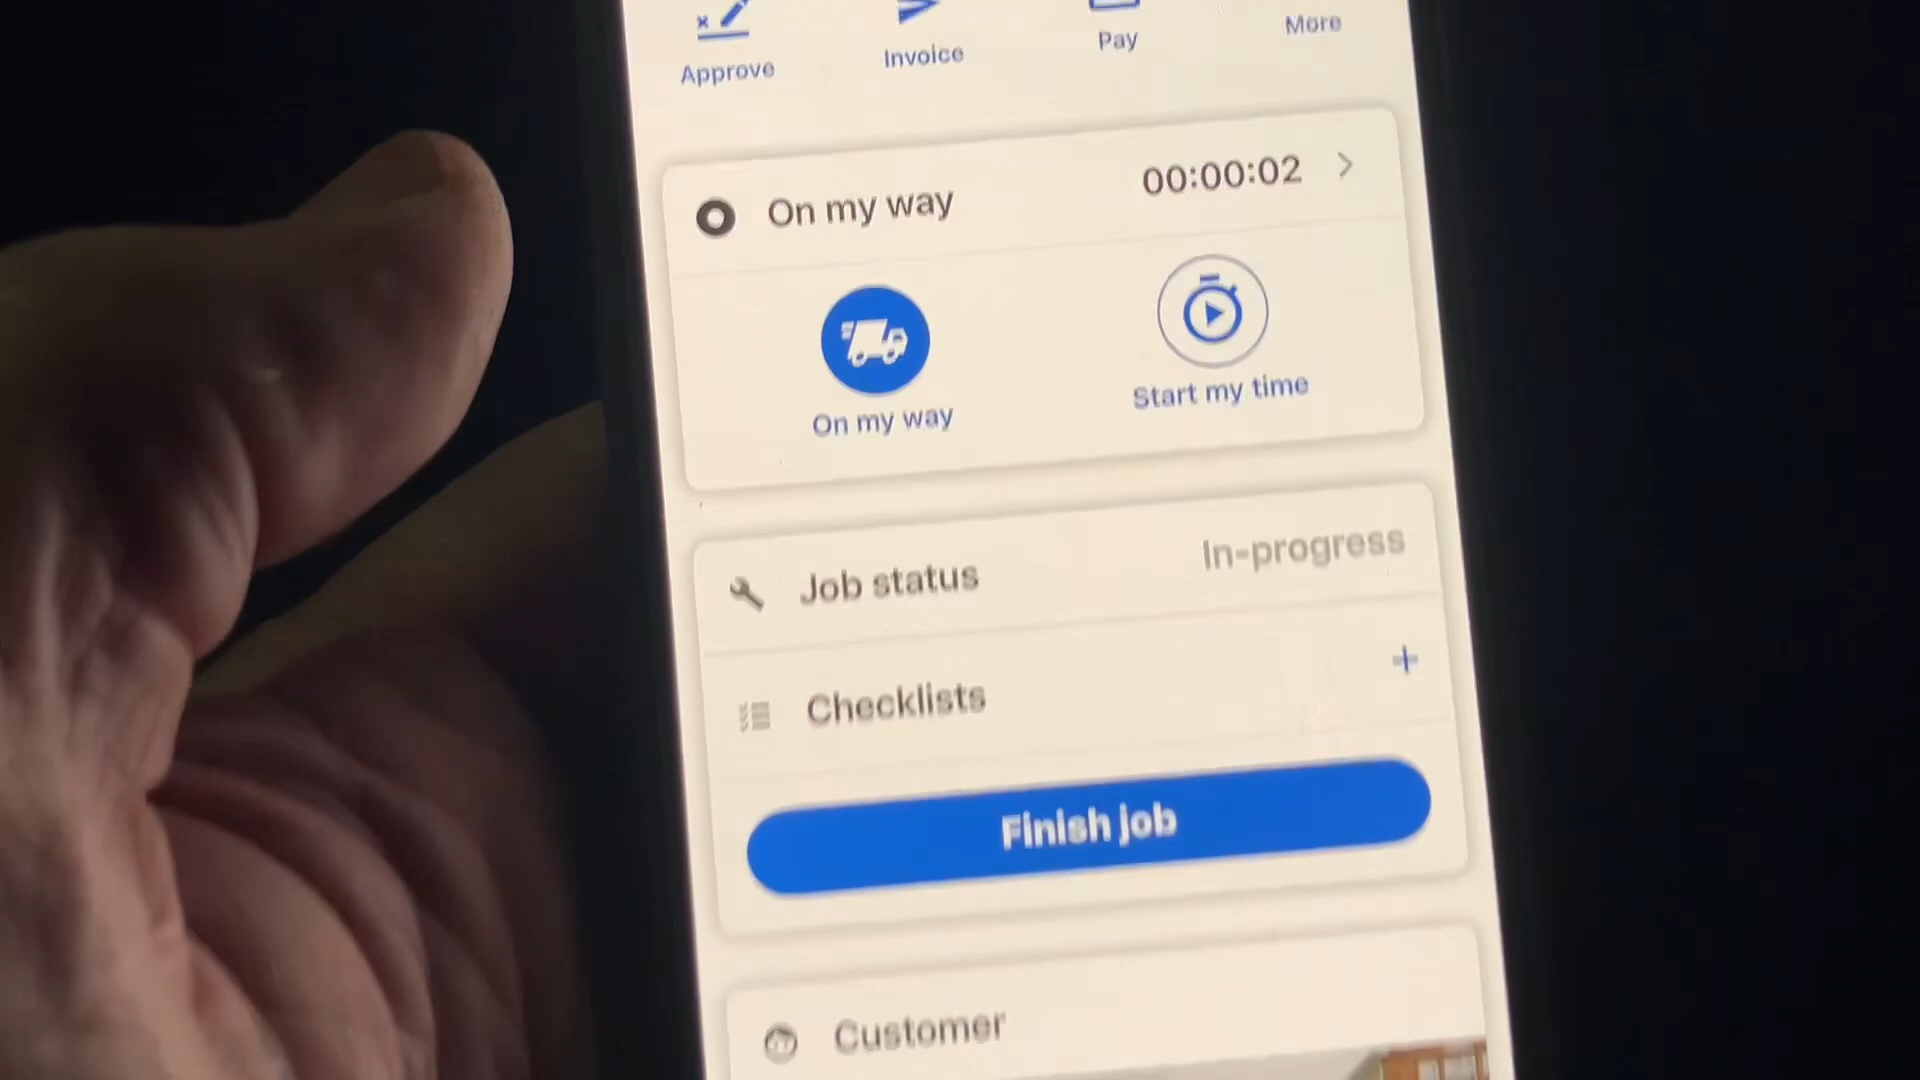 Approve
Invoice
Pay
More
On my way
00:00:02
On my way
Start my time
Job status
In-progress
Checklists
Finish job
Customer